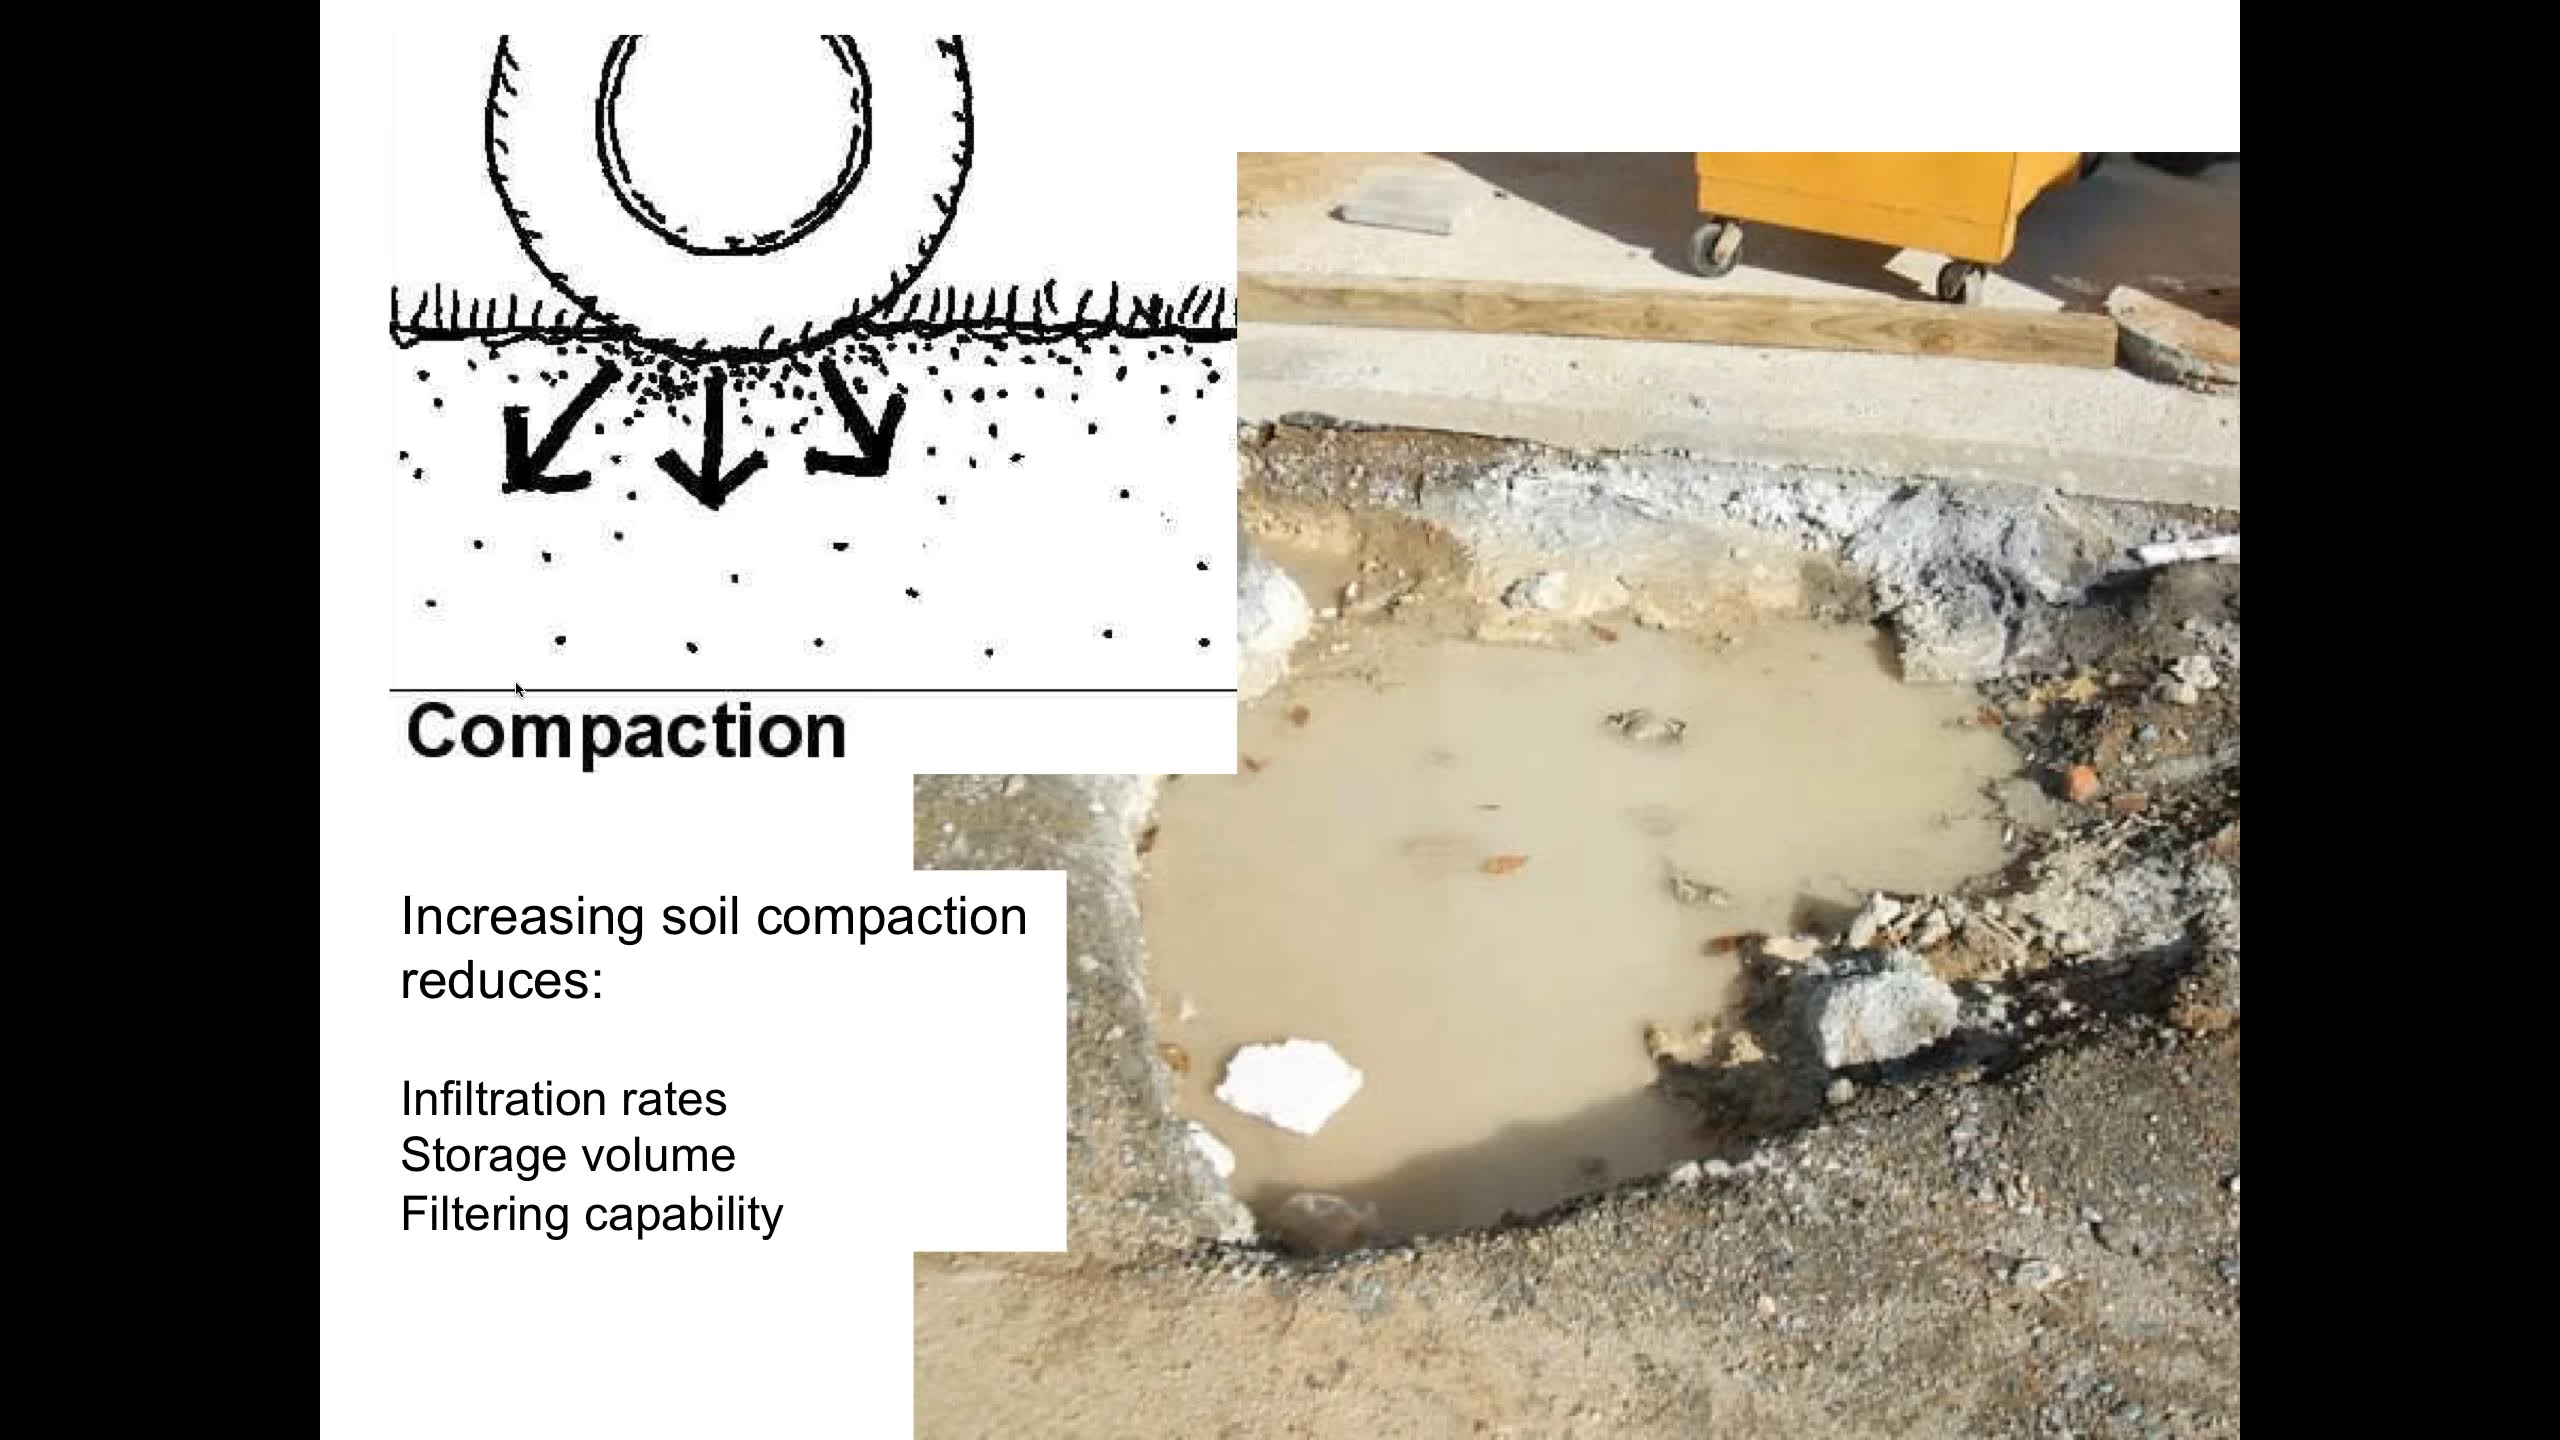 Compaction
Increasing soil compaction
reduces:
Infiltration rates
Storage volume
Filtering capability